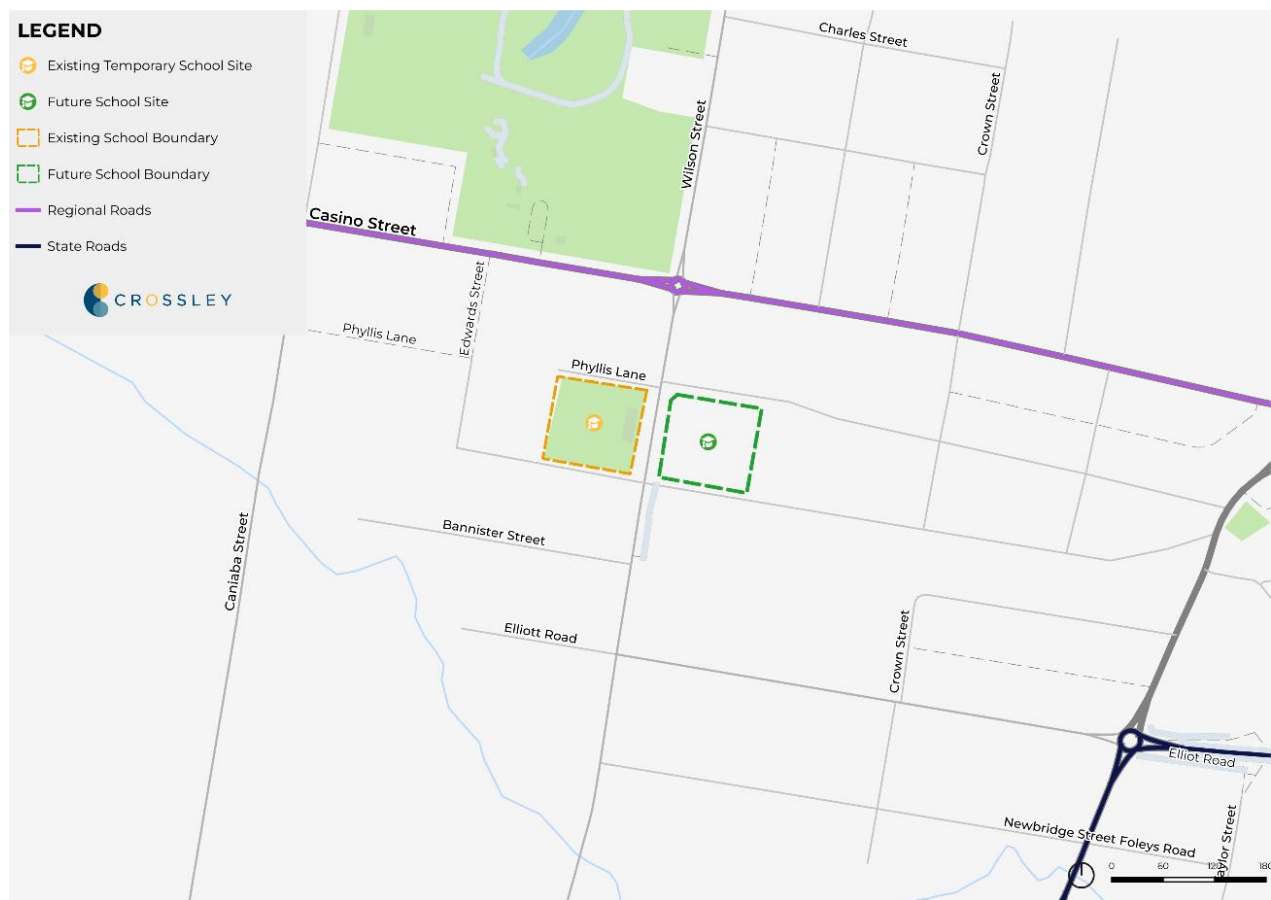 LEGEND
Existing Temporary School Site
Future School Site
Existing School Boundary
Future School Boundary
Regional Roads
State Roads
CROSSLEY
Charles Street
Crown Street
Wilson Street
Casino Street
Edwards Street
Phyllis Lane
Phyllis Lane
Bannister Street
Caniaba Street
Elliott Road
Crown Street
Elliot Road
Newbridge Street Foleys Road
aylor Street
0 60 120 180